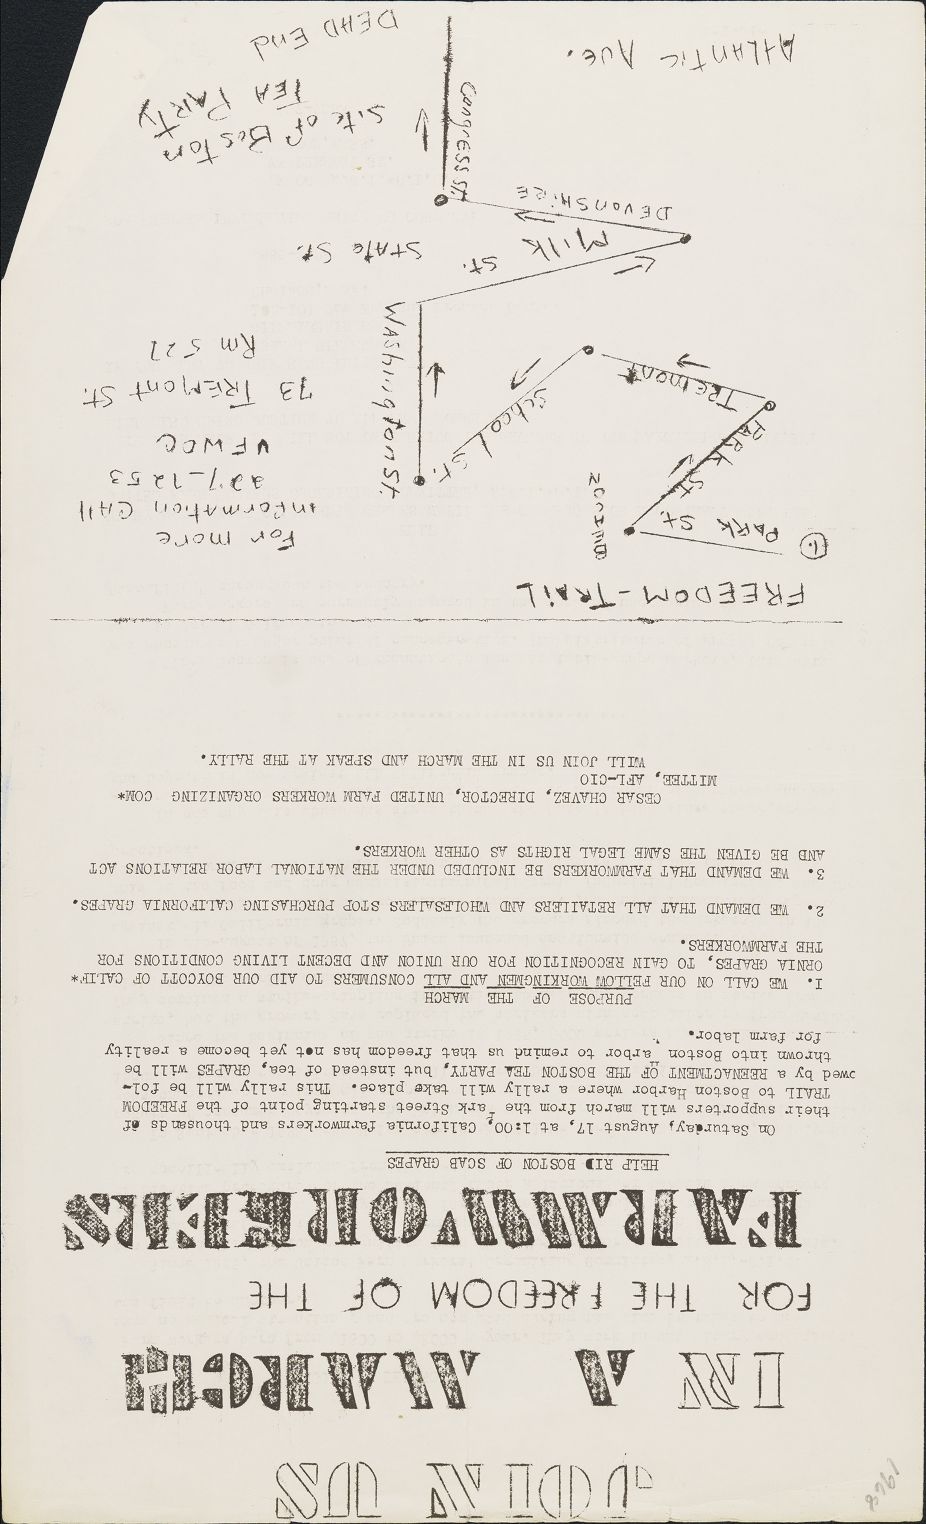 JOIN US
IN A MARCH
FOR THE FREEDOM OF THE
FARMWORKERS
HELP RID BOSTON OF SCAB GRAPES
On Saturday, August 17, at 1:00, California farmworkers and thousands of
their supporters will march from the Park Street starting point of the FREEDOM
TRAIL to Boston Harbor where a rally will take place. This rally will be fol-
owed by a REENACTMENT OF THE BOSTON TEA PARTY, but instead of tea, GRAPES will be
thrown into Boston Harbor to remind us that freedom has not yet become a reality
for farm labor.
PURPOSE OF THE MARCH
1. WE CALL ON OUR FELLOW WORKINGMEN AND ALL CONSUMERS TO AID OUR BOYCOTT OF CALIF*
ORNIA GRAPES, TO GAIN RECOGNITION FOR OUR UNION AND DECENT LIVING CONDITIONS FOR
THE FARMWORKERS.
2. WE DEMAND THAT ALL RETAILERS AND WHOLESALERS STOP PURCHASING CALIFORNIA GRAPES.
3. WE DEMAND THAT FARMWORKERS BE INCLUDED UNDER THE NATIONAL LABOR RELATIONS ACT
AND BE GIVEN THE SAME LEGAL RIGHTS AS OTHER WORKERS.
CESAR CHAVEZ, DIRECTOR, UNITED FARM WORKERS ORGANIZING COM*
MITTEE, AFL-CIO
WILL JOIN US IN THE MARCH AND SPEAK AT THE RALLY.
FREEDOM-TRAIL
1.
PARK St.
PARK St.
TREmont
School St.
WAShingtonSt.
Milk St.
DEVonSHiRE
STATe St.
CongRESS St.
ATLAntic Ave.
Site of Boston
TEA PARTY
DEAD End
For more
information CAll
227-1253
UFWOC
73 TREMont St.
Rm 527
1968